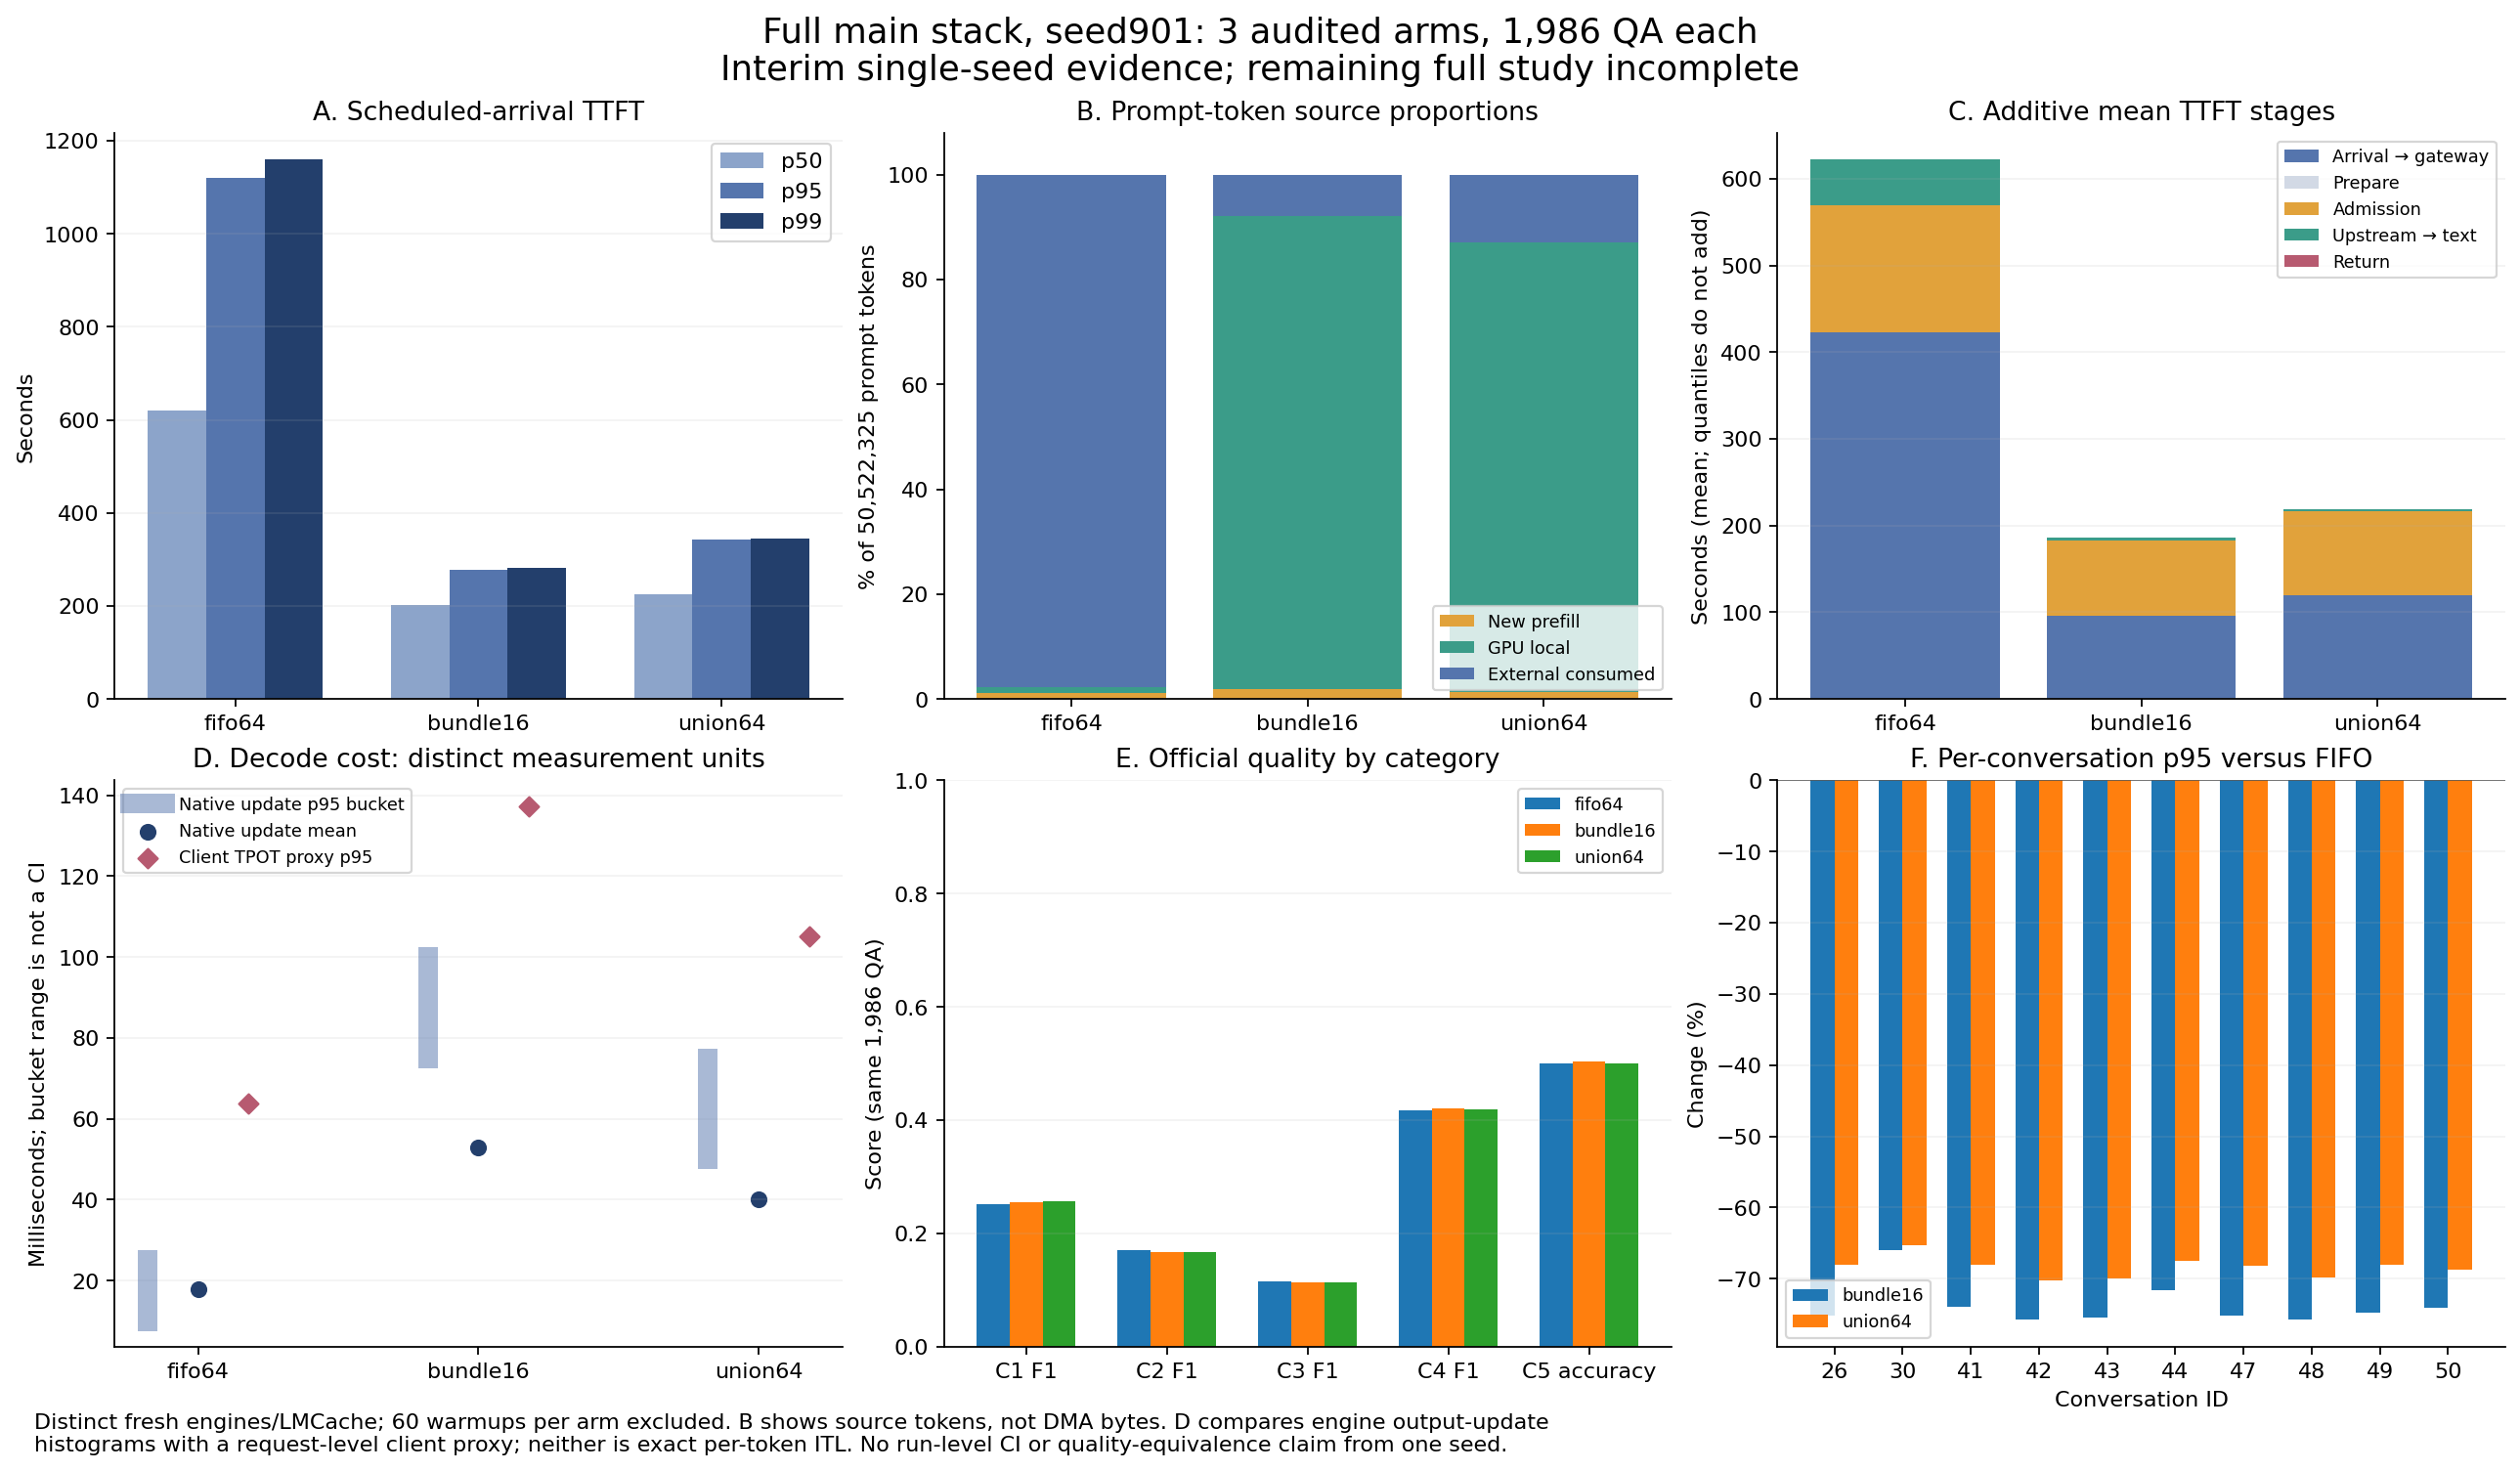 Full main stack, seed901: 3 audited arms, 1,986 QA each
Interim single-seed evidence; remaining full study incomplete
A. Scheduled-arrival TTFT
Seconds
1200
1000
800
600
400
200
0
p50
p95
p99
fifo64
bundle16
union64
B. Prompt-token source proportions
% of 50,522,325 prompt tokens
100
80
60
40
20
0
New prefill
GPU local
External consumed
fifo64
bundle16
union64
C. Additive mean TTFT stages
Seconds (mean; quantiles do not add)
600
500
400
300
200
100
0
Arrival → gateway
Prepare
Admission
Upstream → text
Return
fifo64
bundle16
union64
D. Decode cost: distinct measurement units
Milliseconds; bucket range is not a CI
140
120
100
80
60
40
20
Native update p95 bucket
Native update mean
Client TPOT proxy p95
fifo64
bundle16
union64
E. Official quality by category
Score (same 1,986 QA)
1.0
0.8
0.6
0.4
0.2
0.0
fifo64
bundle16
union64
C1 F1
C2 F1
C3 F1
C4 F1
C5 accuracy
F. Per-conversation p95 versus FIFO
Change (%)
0
−10
−20
−30
−40
−50
−60
−70
bundle16
union64
26
30
41
42
43
44
47
48
49
50
Conversation ID
Distinct fresh engines/LMCache; 60 warmups per arm excluded. B shows source tokens, not DMA bytes. D compares engine output-update
histograms with a request-level client proxy; neither is exact per-token ITL. No run-level CI or quality-equivalence claim from one seed.